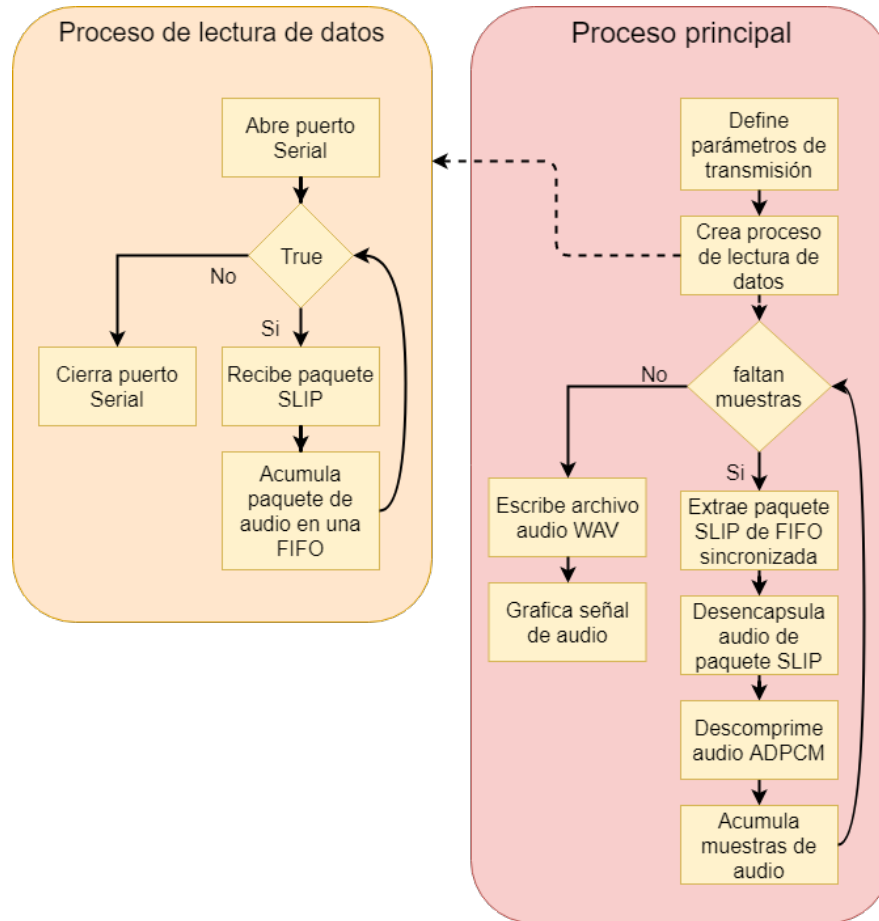 Proceso de lectura de datos
Abre puerto
Serial
True
No
Si
Cierra puerto
Serial
Recibe paquete
SLIP
Acumula
paquete de
audio en una
FIFO
Proceso principal
Define
parámetros de
transmisión
Crea proceso
de lectura de
datos
faltan
muestras
No
Si
Escribe archivo
audio WAV
Grafica señal
de audio
Extrae paquete
SLIP de FIFO
sincronizada
Desencapsula
audio de
paquete SLIP
Descomprime
audio ADPCM
Acumula
muestras de
audio